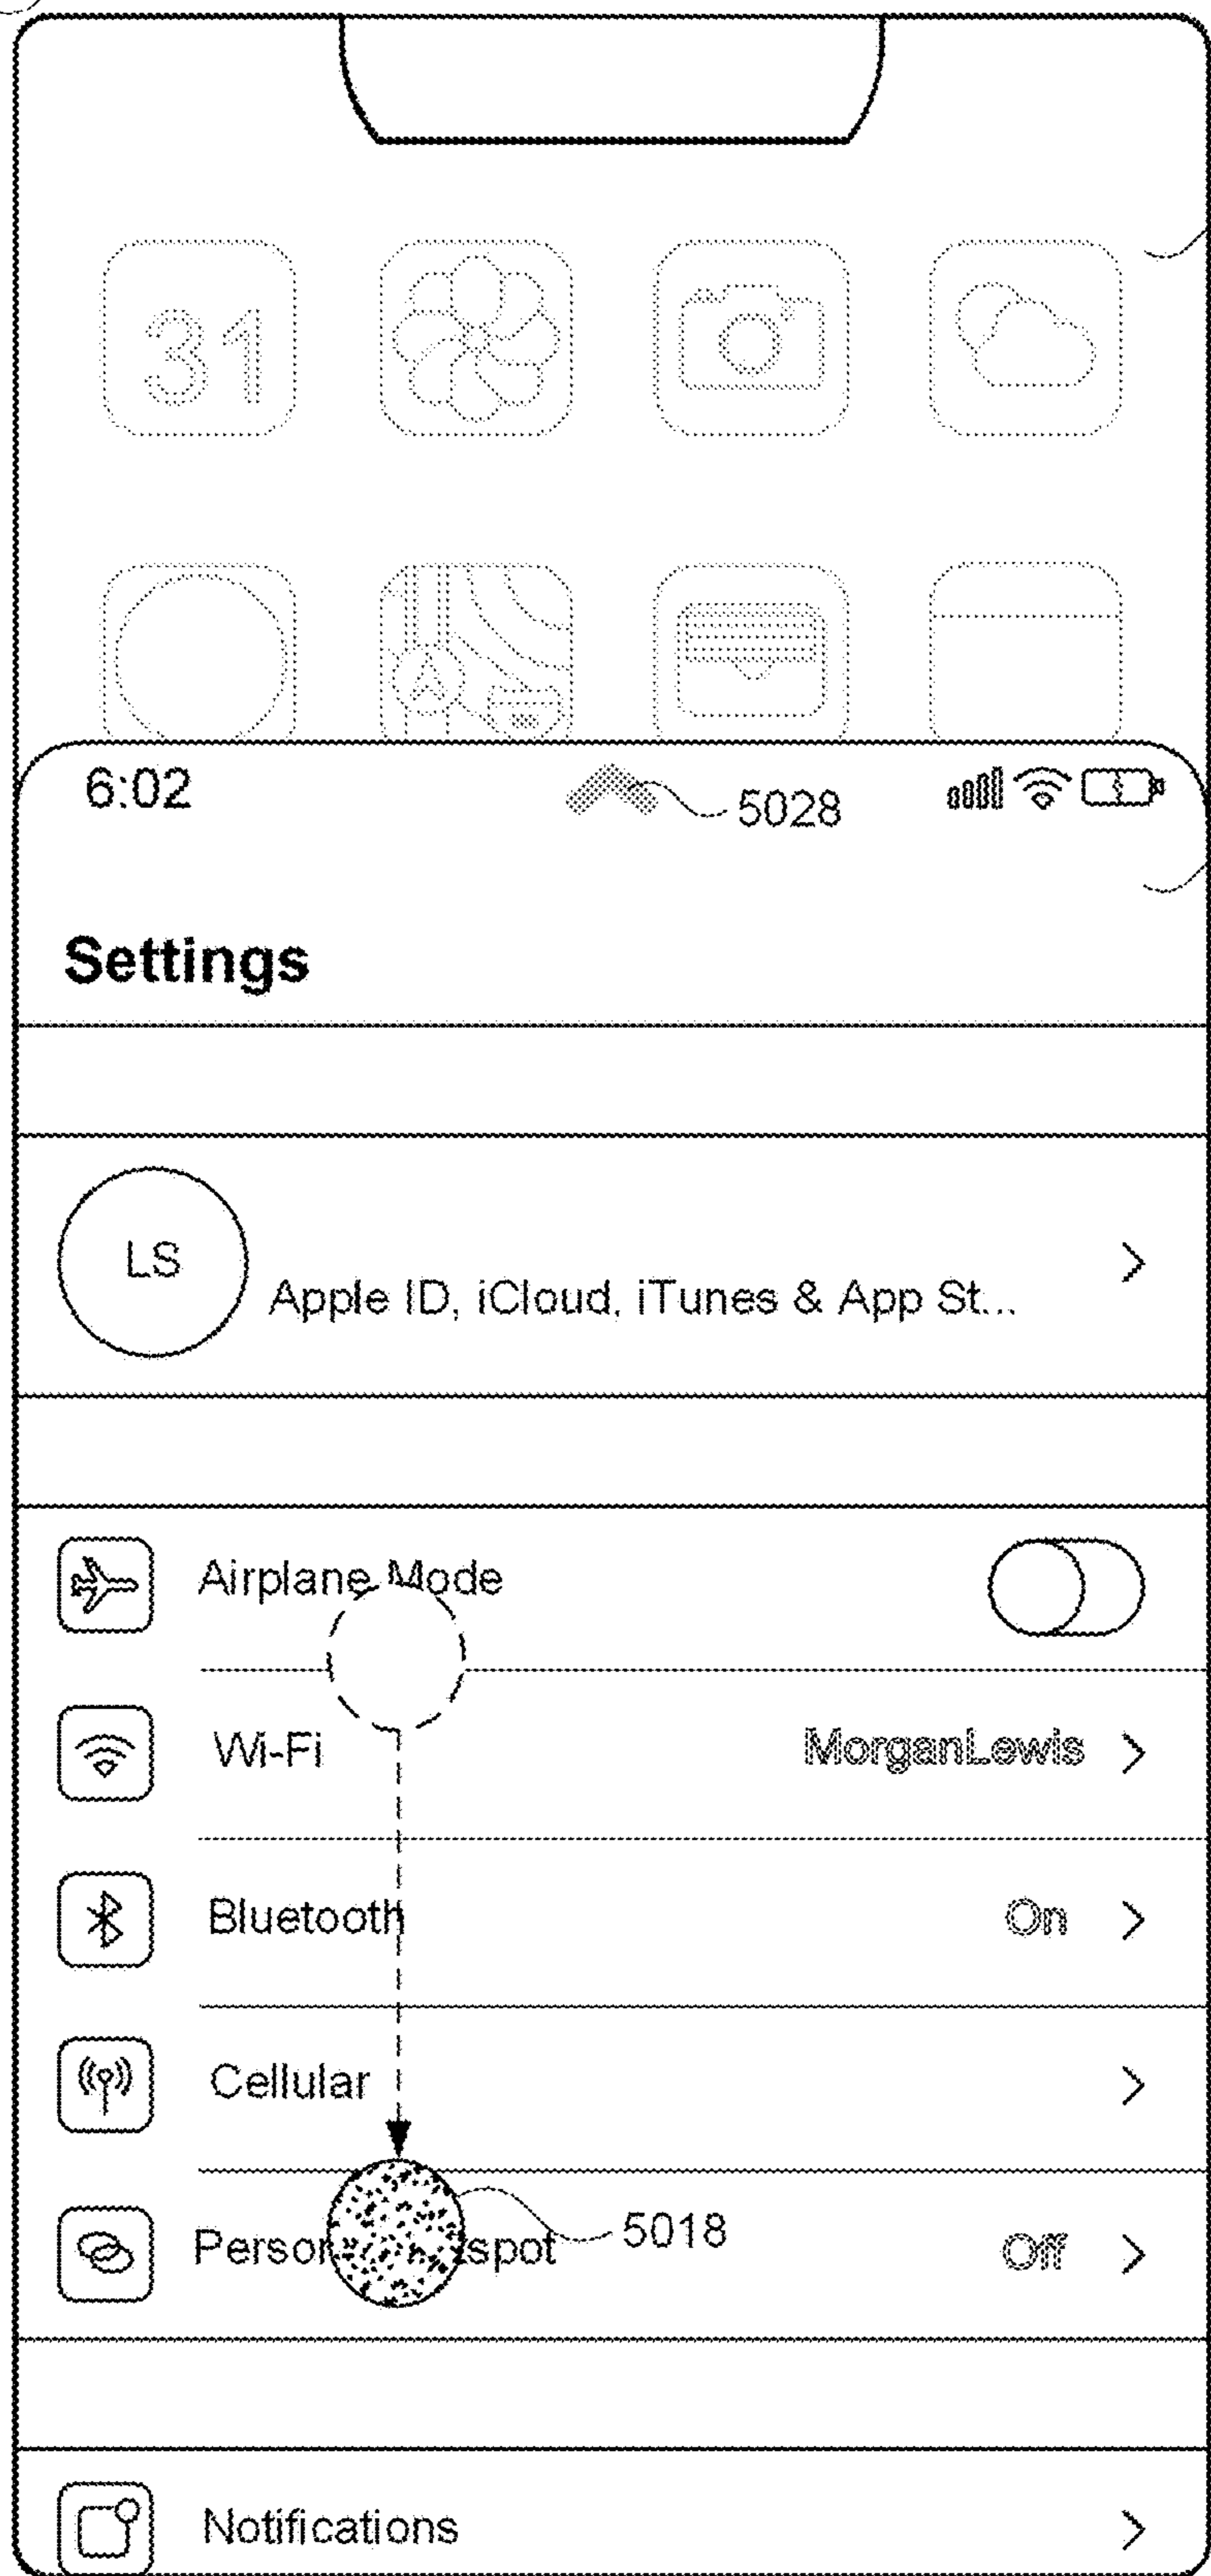 31
6:02
5028
Settings
LS
Apple ID, iCloud, iTunes & App St...
Airplane Mode
Wi-Fi MorganLewis
Bluetooth On
Cellular
5018
Off
Notifications